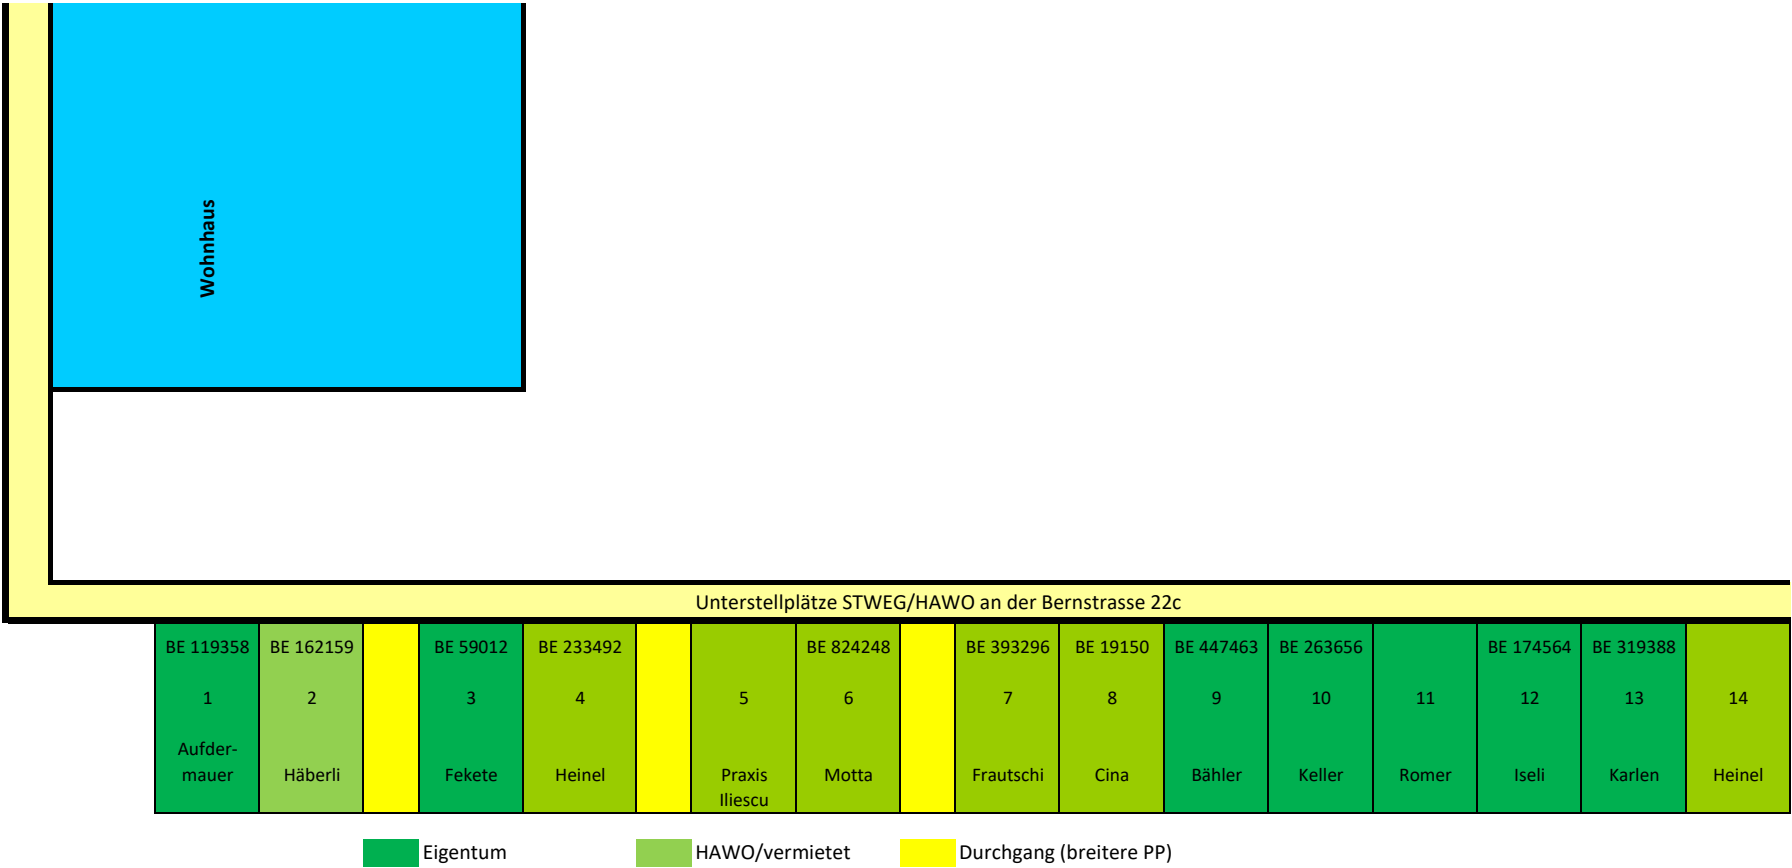 Wohnhaus
Unterstellplätze STWEG/HAWO an der Bernstrasse 22c
BE 119358 BE 162159 BE 59012 BE 233492 BE 824248 BE 393296 BE 19150 BE 447463 BE 263656 BE 174564 BE 319388
1 2 3 4 5 6 7 8 9 10 11 12 13 14
Aufder-
mauer Häberli Fekete Heinel Praxis Motta Frautschi Cina Bähler Keller Romer Iseli Karlen Heinel
Iliescu
Eigentum HAWO/vermietet Durchgang (breitere PP)